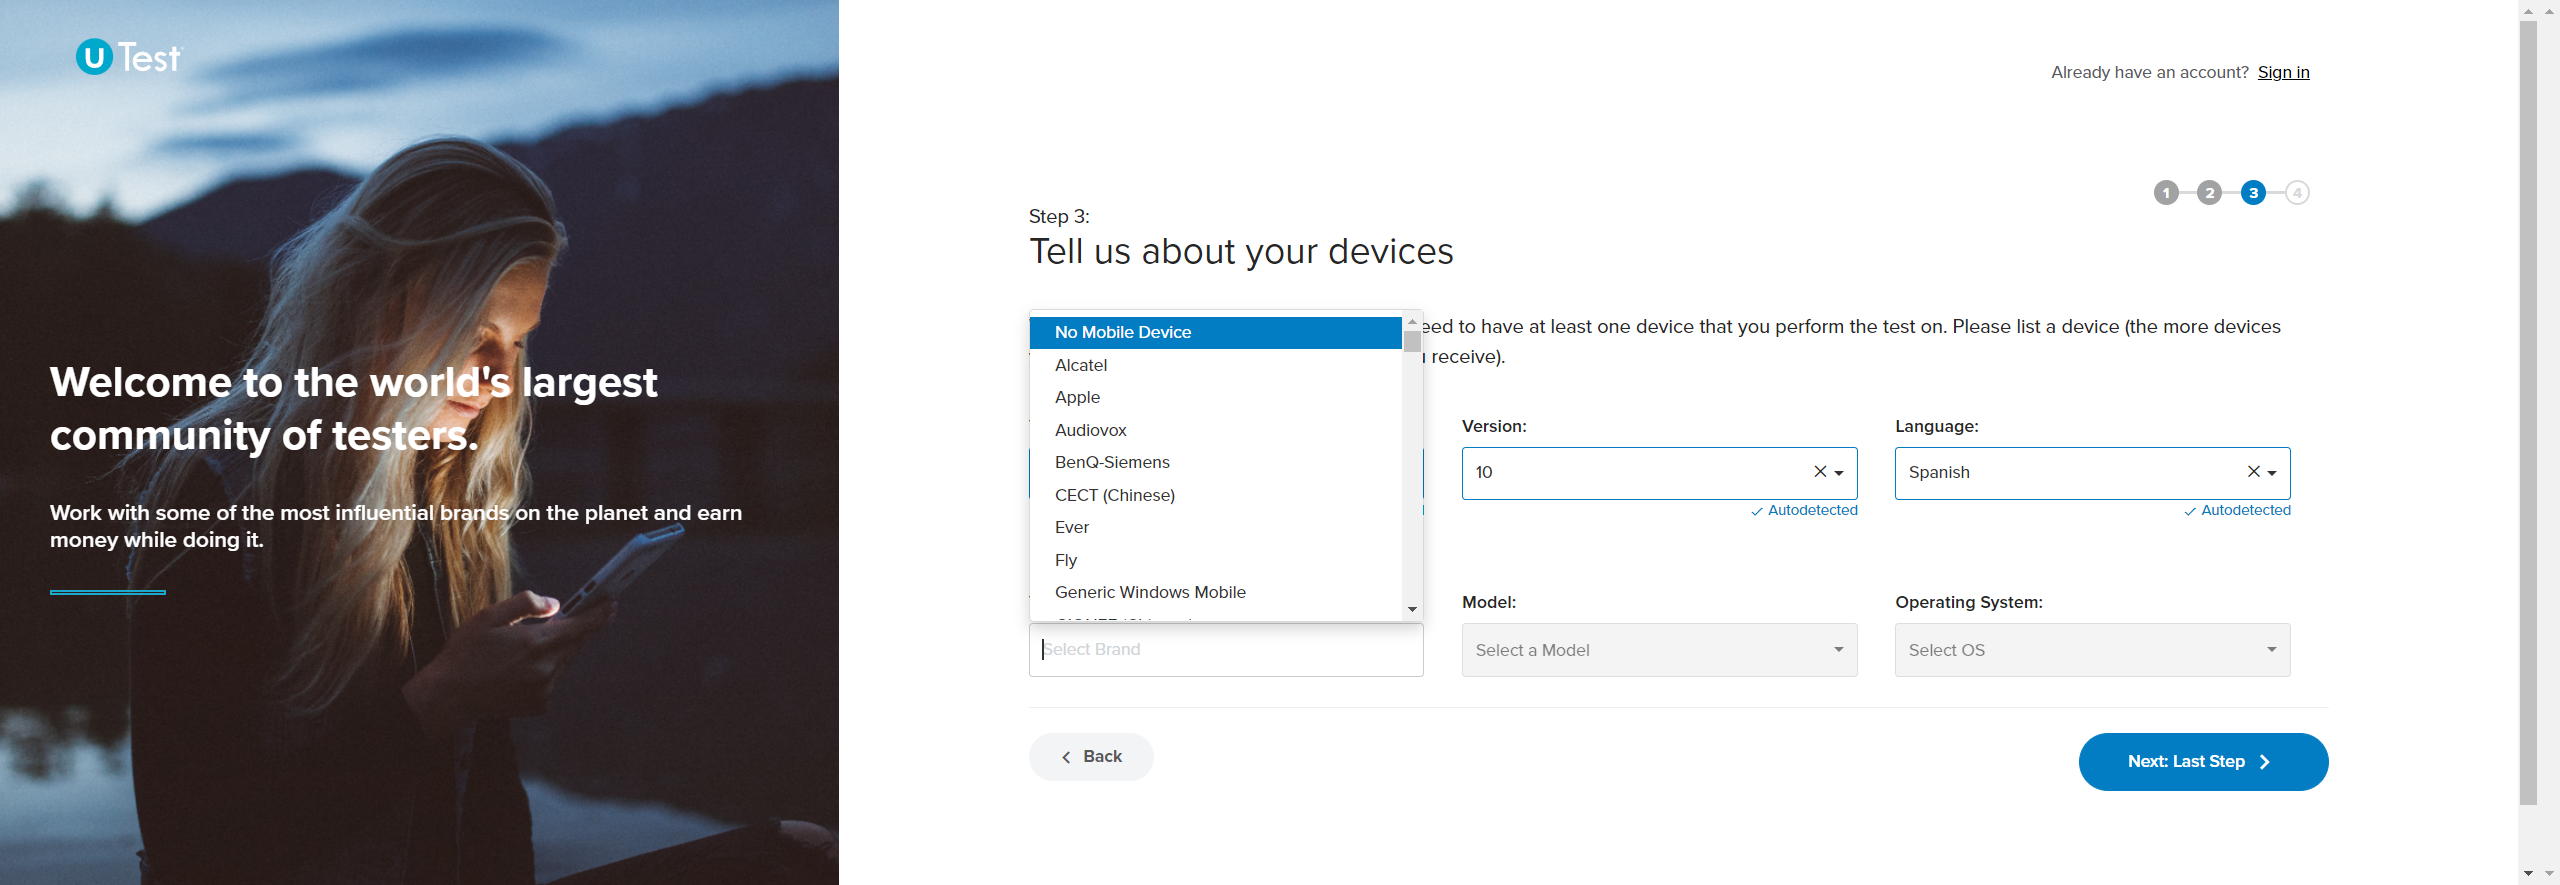 U Test
Already have an account? Sign in
1 2 3 4
Step 3:
Tell us about your devices
eed to have at least one device that you perform the test on. Please list a device (the more devices
receive).
No Mobile Device
Alcatel
Apple
Audiovox
BenQ-Siemens
CECT (Chinese)
Ever
Fly
Generic Windows Mobile
Version:
10
Autodetected
Language:
Spanish
Autodetected
Select Brand
Model:
Select a Model
Operating System:
Select OS
Back
Next: Last Step
Welcome to the world's largest
community of testers.
Work with some of the most influential brands on the planet and earn
money while doing it.